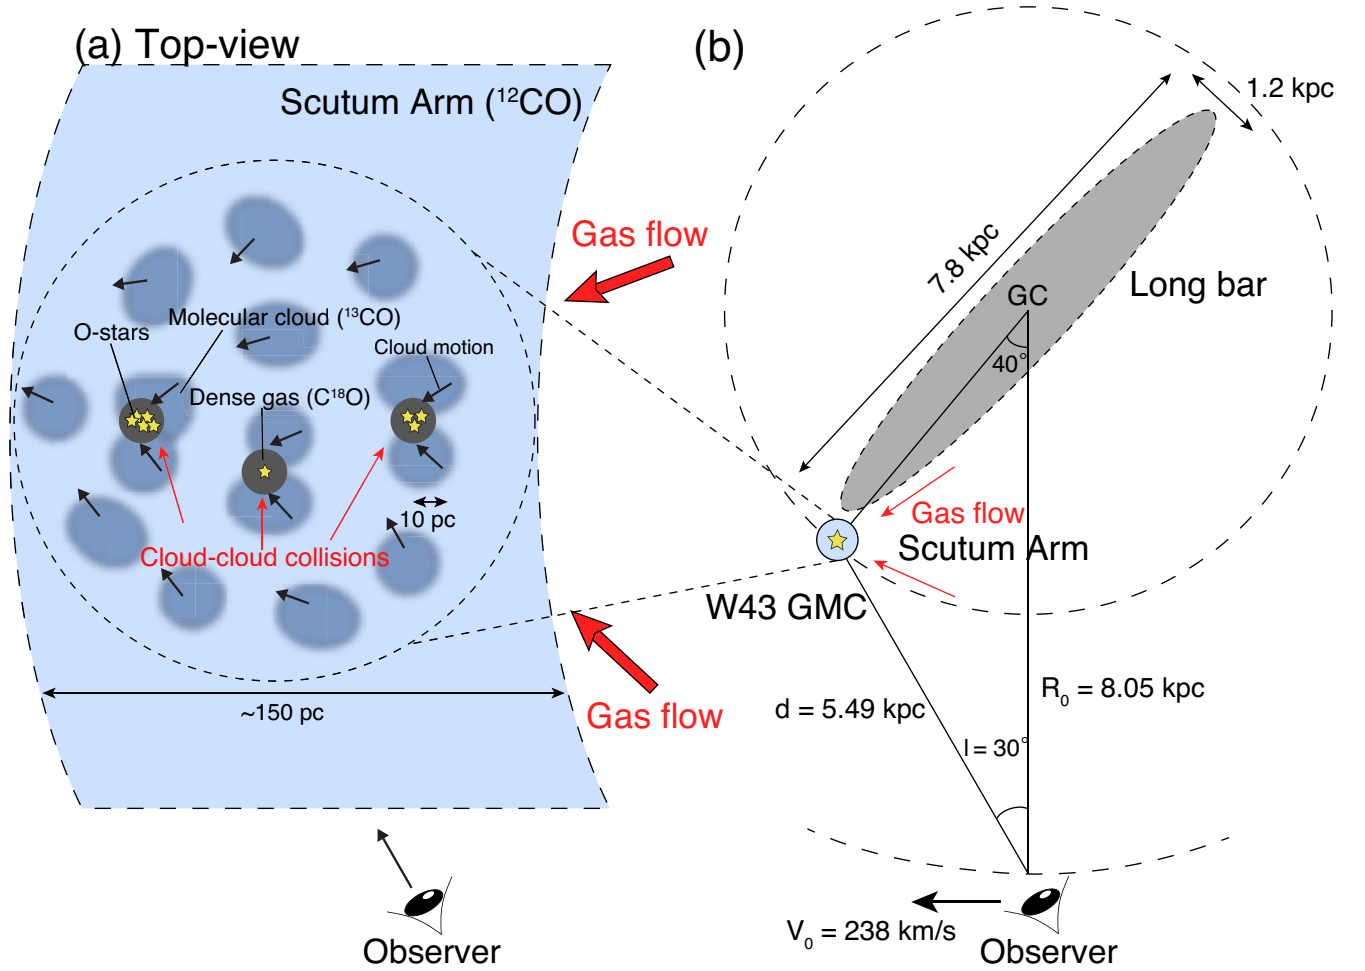 (a) Top-view
Scutum Arm (¹²CO)
Gas flow
O-stars
Molecular cloud (¹³CO)
Cloud motion
Dense gas (C¹⁸O)
10 pc
Cloud-cloud collisions
~150 pc
Gas flow
Observer
(b)
1.2 kpc
7.8 kpc
Long bar
GC
40°
Gas flow
Scutum Arm
W43 GMC
R₀ = 8.05 kpc
d = 5.49 kpc
l = 30°
V₀ = 238 km/s
Observer